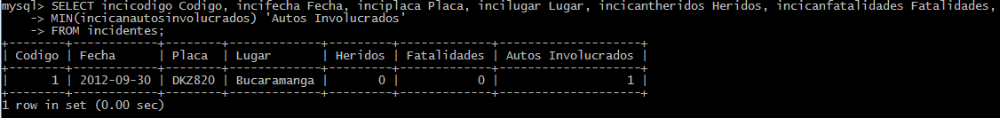 mysql> SELECT incicodigo Codigo, incifecha Fecha, inciplaca Placa, incilugar Lugar, incicantheridos Heridos, incicanfatalidades Fatalidades,
    -> MIN(incicanautosinvolucrados) 'Autos Involucrados'
    -> FROM incidentes;
+--------+------------+--------+-------------+---------+-------------+--------------------+
| Codigo | Fecha      | Placa  | Lugar       | Heridos | Fatalidades | Autos Involucrados |
+--------+------------+--------+-------------+---------+-------------+--------------------+
|      1 | 2012-09-30 | DKZ820 | Bucaramanga |       0 |           0 |                  1 |
+--------+------------+--------+-------------+---------+-------------+--------------------+
1 row in set (0.00 sec)